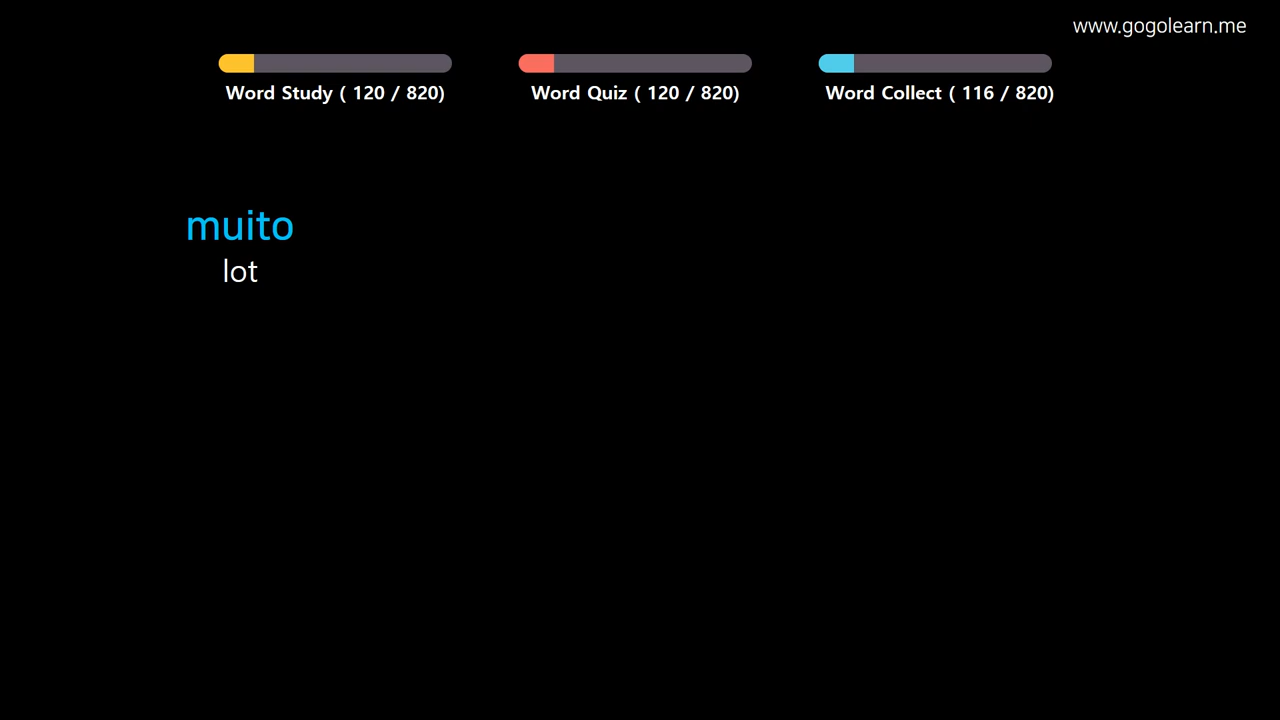 www.gogolearn.me
Word Study ( 120 / 820)
Word Quiz ( 120 / 820)
Word Collect ( 116 / 820)
muito
lot